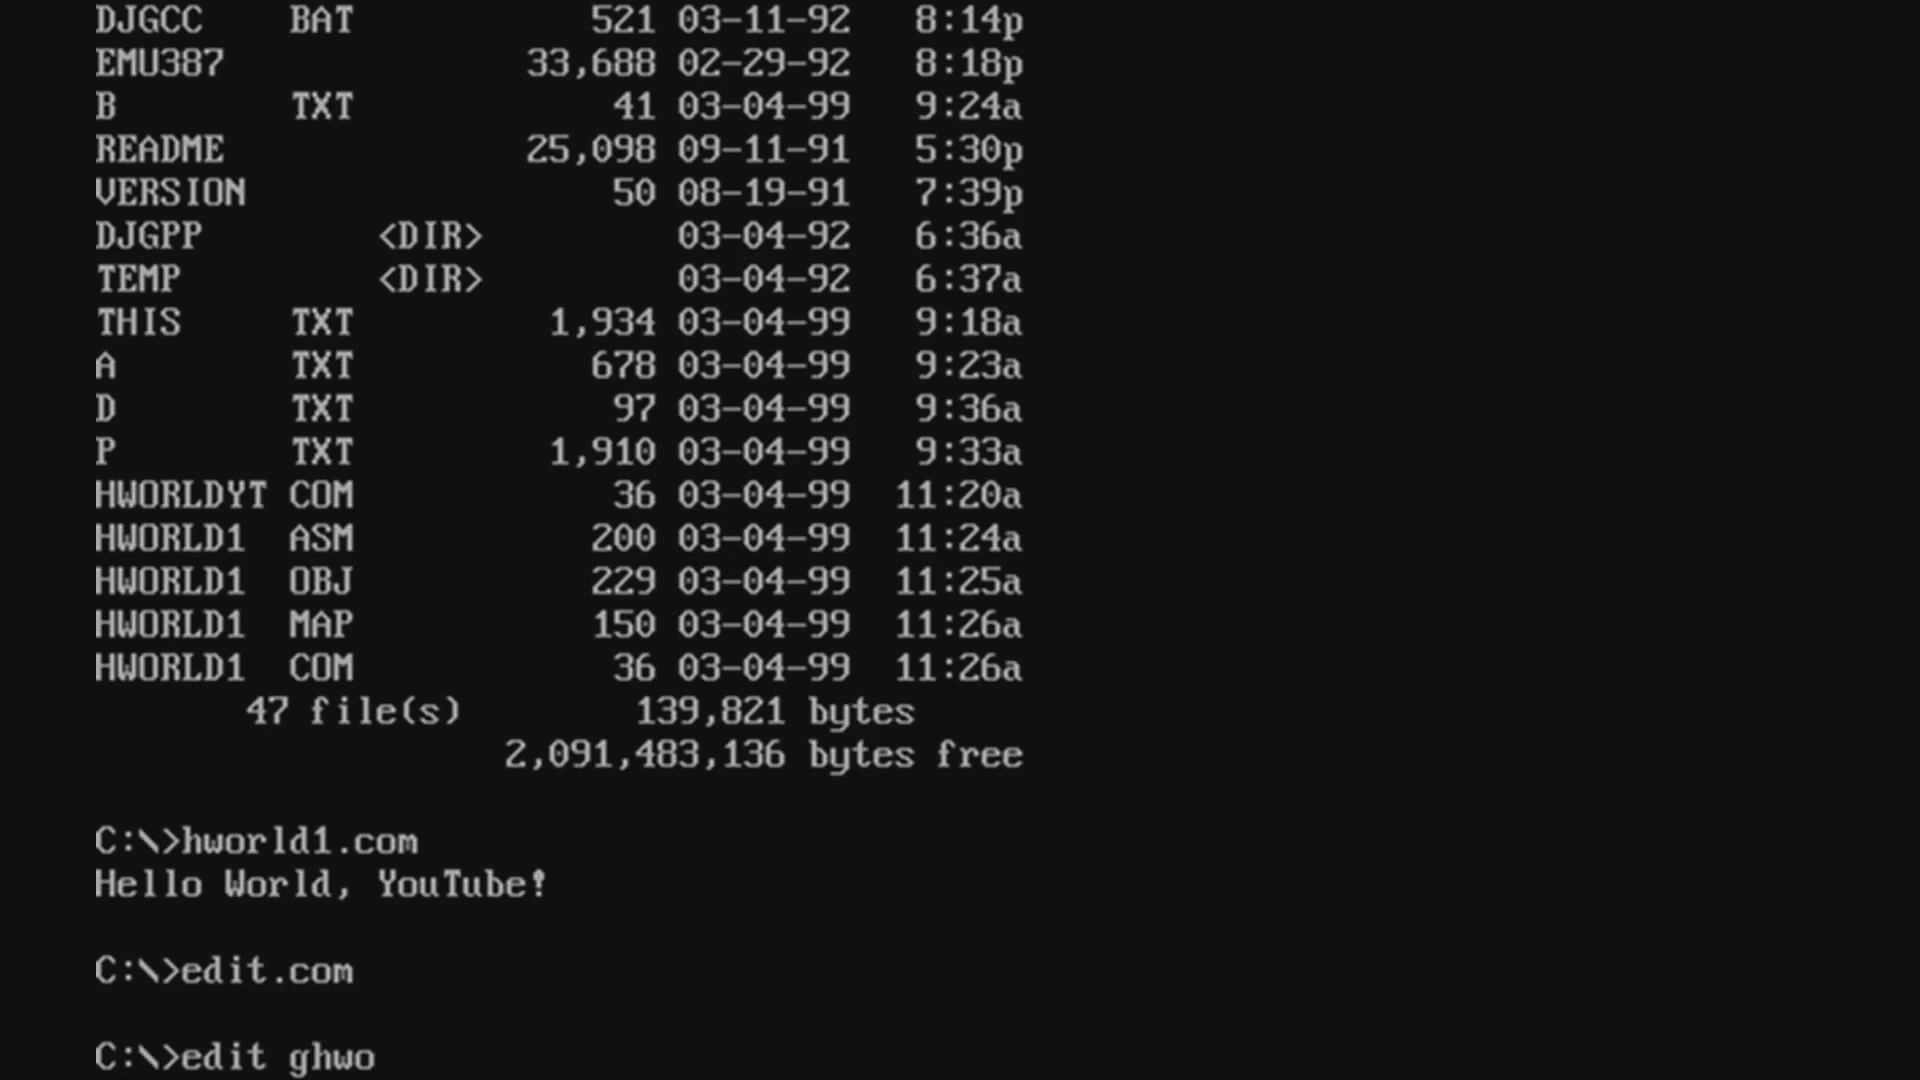 DJGCC    BAT           521 03-11-92   8:14p
EMU387              33,688 02-29-92   8:18p
B        TXT            41 03-04-99   9:24a
README              25,098 09-11-91   5:30p
VERSION                 50 08-19-91   7:39p
DJGPP        <DIR>         03-04-92   6:36a
TEMP         <DIR>         03-04-92   6:37a
THIS     TXT         1,934 03-04-99   9:18a
A        TXT           678 03-04-99   9:23a
D        TXT            97 03-04-99   9:36a
P        TXT         1,910 03-04-99   9:33a
HWORLDYT COM            36 03-04-99  11:20a
HWORLD1  ASM           200 03-04-99  11:24a
HWORLD1  OBJ           229 03-04-99  11:25a
HWORLD1  MAP           150 03-04-99  11:26a
HWORLD1  COM            36 03-04-99  11:26a
       47 file(s)        139,821 bytes
                   2,091,483,136 bytes free
C:\>hworld1.com
Hello World, YouTube!
C:\>edit.com
C:\>edit ghwo